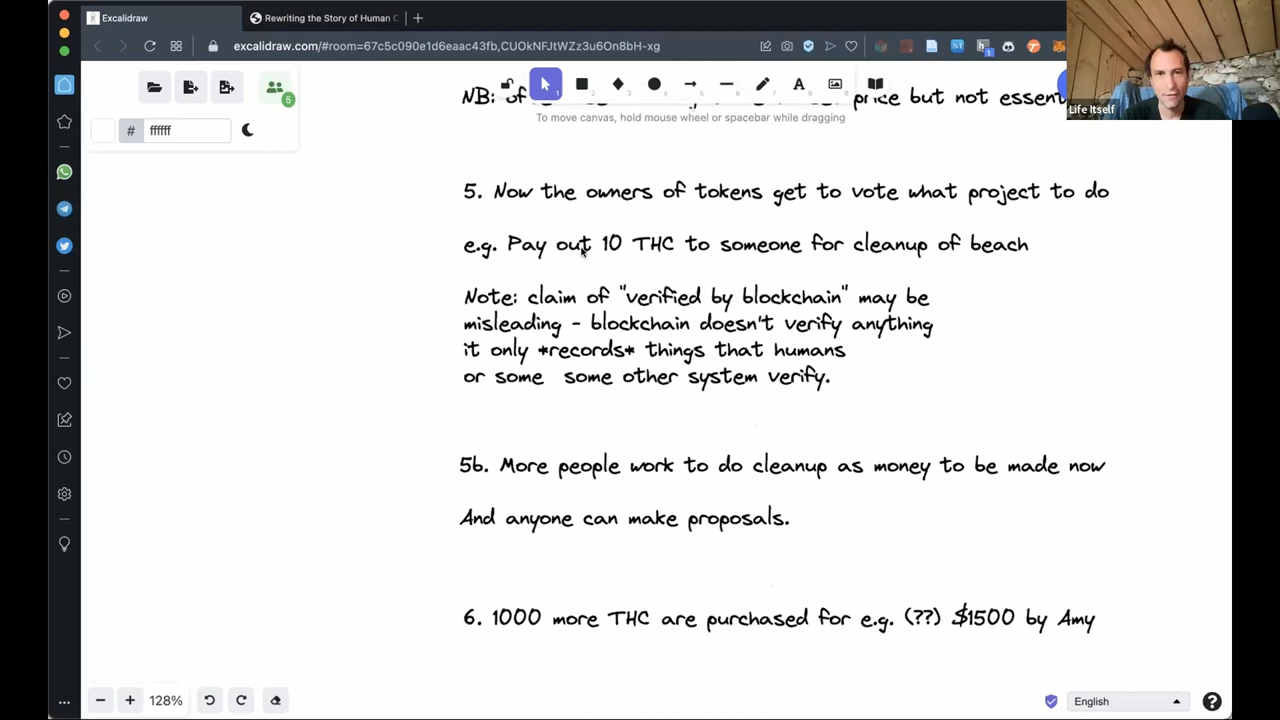 Excalidraw
Rewriting the Story of Human C
excalidraw.com/#room=67c5c090e1d6eaac43fb,CUOkNFJtWZz3u6On8bH-xg
Life Itself
5
# ffffff
NB: of price but not essent
To move canvas, hold mouse wheel or spacebar while dragging
5. Now the owners of tokens get to vote what project to do
e.g. Pay out 10 THC to someone for cleanup of beach
Note: claim of "verified by blockchain" may be
misleading - blockchain doesn't verify anything
it only *records* things that humans
or some some other system verify.
5b. More people work to do cleanup as money to be made now
And anyone can make proposals.
6. 1000 more THC are purchased for e.g. (??) $1500 by Amy
128%
English